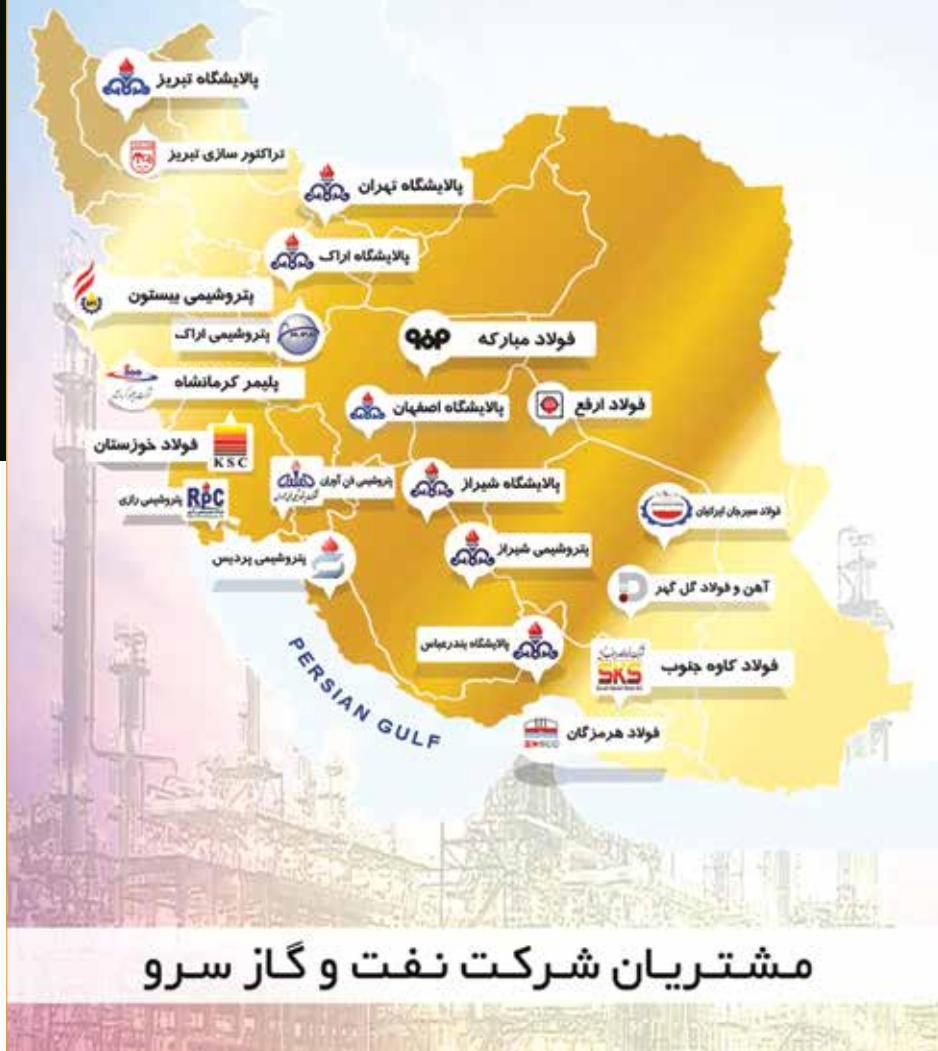 پالایشگاه تبریز
تراکتور سازی تبریز
پالایشگاه تهران
پالایشگاه اراک
پتروشیمی بیستون
پتروشیمی اراک
فولاد مبارکه
پلیمر کرمانشاه
پالایشگاه اصفهان
فولاد ارفع
فولاد خوزستان
KSC
پالایشگاه شیراز
پتروشیمی فن آوران
پتروشیمی رازی
RPC
فولاد سیرجان ایرانیان
پتروشیمی شیراز
پتروشیمی پردیس
آهن و فولاد گل گهر
پالایشگاه بندرعباس
فولاد کاوه جنوب
SKS
PERSIAN GULF
فولاد هرمزگان
مشتریان شرکت نفت و گاز سرو